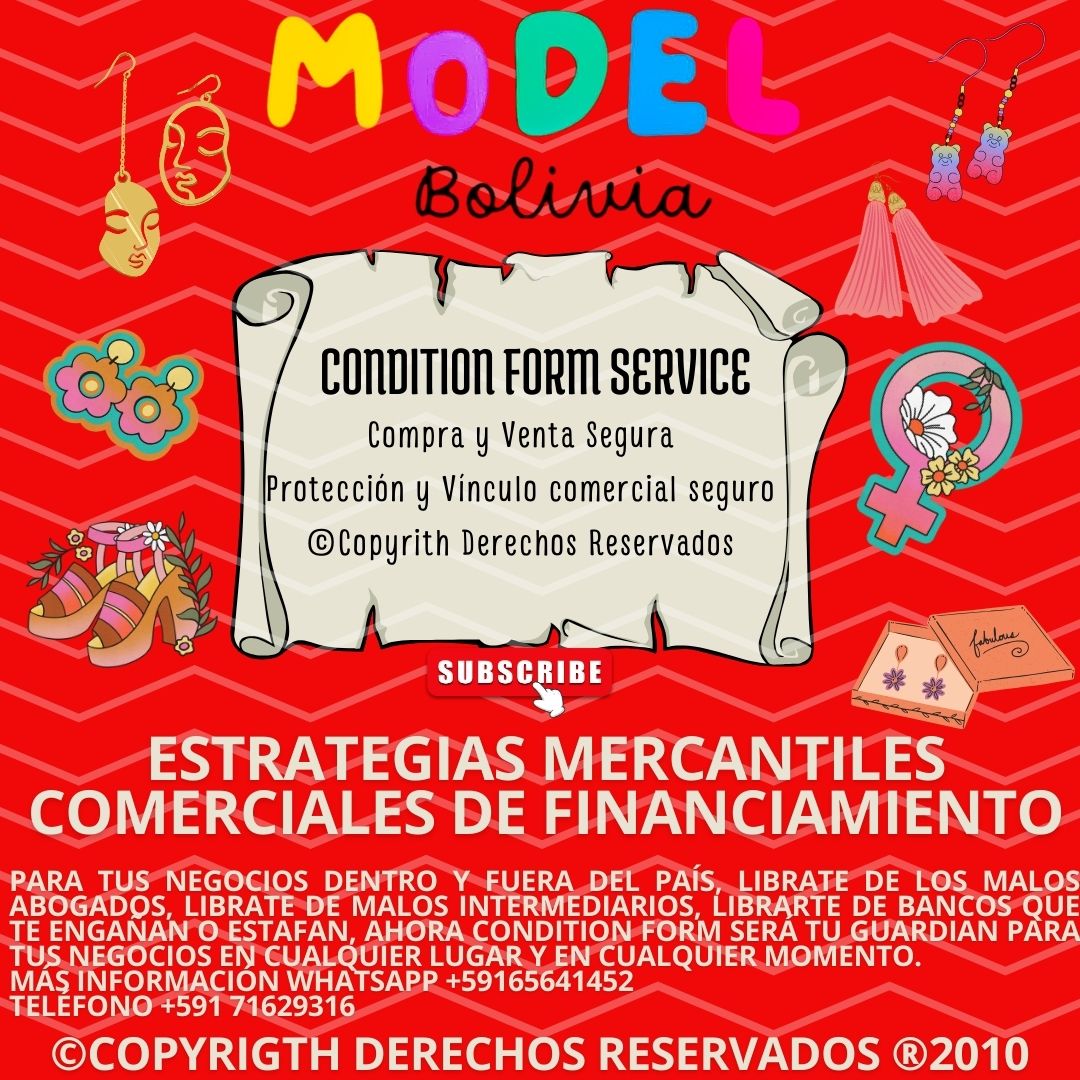 MODEL
Bolivia
CONDITION FORM SERVICE
Compra y Venta Segura
Protección y Vínculo comercial seguro
©Copyrith Derechos Reservados
fabulous
SUBSCRIBE
ESTRATEGIAS MERCANTILES
COMERCIALES DE FINANCIAMIENTO
PARA TUS NEGOCIOS DENTRO Y FUERA DEL PAÍS, LIBRATE DE LOS MALOS
ABOGADOS, LIBRATE DE MALOS INTERMEDIARIOS, LIBRARTE DE BANCOS QUE
TE ENGAÑAN O ESTAFAN, AHORA CONDITION FORM SERÁ TU GUARDIAN PARA
TUS NEGOCIOS EN CUALQUIER LUGAR Y EN CUALQUIER MOMENTO.
MÁS INFORMACIÓN WHATSAPP +59165641452
TELÉFONO +591 71629316
©COPYRIGTH DERECHOS RESERVADOS ®2010